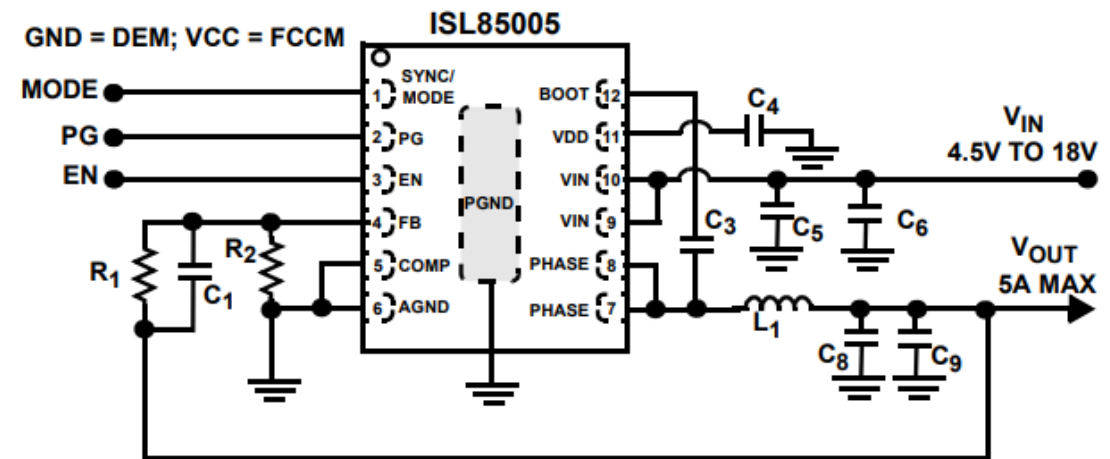 ISL85005
GND = DEM; VCC = FCCM
MODE
PG
EN
1 SYNC/
MODE
2 PG
3 EN
4 FB
5 COMP
6 AGND
PGND
BOOT 12
VDD 11
VIN 10
VIN 9
PHASE 8
PHASE 7
R1
C1
R2
C3
C4
C5
C6
VIN
4.5V TO 18V
VOUT
5A MAX
L1
C8
C9